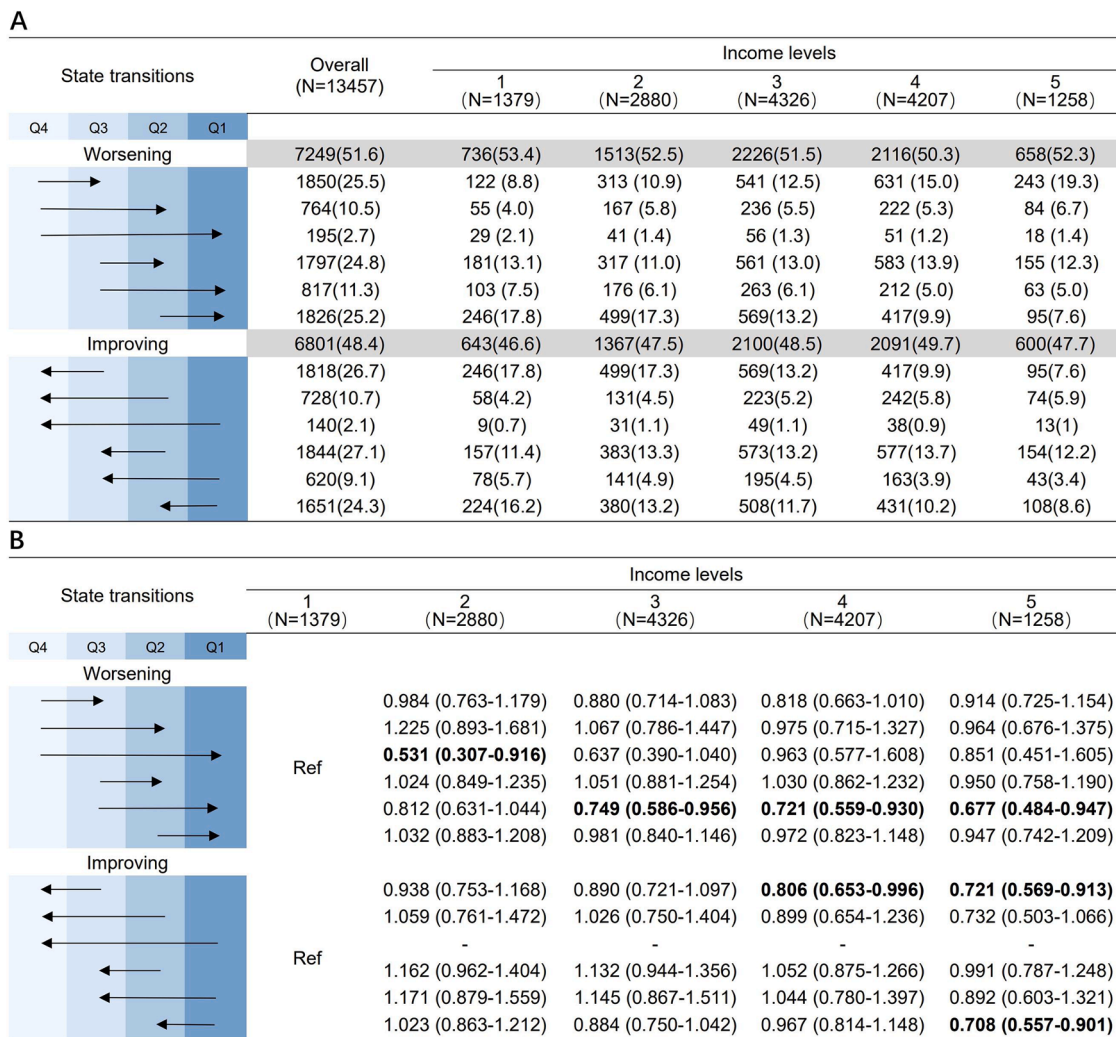 A
State transitions Overall Income levels
(N=13457) 1 2 3 4 5
(N=1379) (N=2880) (N=4326) (N=4207) (N=1258)
Q4 Q3 Q2 Q1
Worsening 7249(51.6) 736(53.4) 1513(52.5) 2226(51.5) 2116(50.3) 658(52.3)
1850(25.5) 122 (8.8) 313 (10.9) 541 (12.5) 631 (15.0) 243 (19.3)
764(10.5) 55 (4.0) 167 (5.8) 236 (5.5) 222 (5.3) 84 (6.7)
195(2.7) 29 (2.1) 41 (1.4) 56 (1.3) 51 (1.2) 18 (1.4)
1797(24.8) 181(13.1) 317 (11.0) 561 (13.0) 583 (13.9) 155 (12.3)
817(11.3) 103 (7.5) 176 (6.1) 263 (6.1) 212 (5.0) 63 (5.0)
1826(25.2) 246(17.8) 499(17.3) 569(13.2) 417(9.9) 95(7.6)
Improving 6801(48.4) 643(46.6) 1367(47.5) 2100(48.5) 2091(49.7) 600(47.7)
1818(26.7) 246(17.8) 499(17.3) 569(13.2) 417(9.9) 95(7.6)
728(10.7) 58(4.2) 131(4.5) 223(5.2) 242(5.8) 74(5.9)
140(2.1) 9(0.7) 31(1.1) 49(1.1) 38(0.9) 13(1)
1844(27.1) 157(11.4) 383(13.3) 573(13.2) 577(13.7) 154(12.2)
620(9.1) 78(5.7) 141(4.9) 195(4.5) 163(3.9) 43(3.4)
1651(24.3) 224(16.2) 380(13.2) 508(11.7) 431(10.2) 108(8.6)
B
State transitions Income levels
1 2 3 4 5
(N=1379) (N=2880) (N=4326) (N=4207) (N=1258)
Q4 Q3 Q2 Q1
Worsening
0.984 (0.763-1.179) 0.880 (0.714-1.083) 0.818 (0.663-1.010) 0.914 (0.725-1.154)
1.225 (0.893-1.681) 1.067 (0.786-1.447) 0.975 (0.715-1.327) 0.964 (0.676-1.375)
Ref 0.531 (0.307-0.916) 0.637 (0.390-1.040) 0.963 (0.577-1.608) 0.851 (0.451-1.605)
1.024 (0.849-1.235) 1.051 (0.881-1.254) 1.030 (0.862-1.232) 0.950 (0.758-1.190)
0.812 (0.631-1.044) 0.749 (0.586-0.956) 0.721 (0.559-0.930) 0.677 (0.484-0.947)
1.032 (0.883-1.208) 0.981 (0.840-1.146) 0.972 (0.823-1.148) 0.947 (0.742-1.209)
Improving
0.938 (0.753-1.168) 0.890 (0.721-1.097) 0.806 (0.653-0.996) 0.721 (0.569-0.913)
1.059 (0.761-1.472) 1.026 (0.750-1.404) 0.899 (0.654-1.236) 0.732 (0.503-1.066)
Ref - - - -
1.162 (0.962-1.404) 1.132 (0.944-1.356) 1.052 (0.875-1.266) 0.991 (0.787-1.248)
1.171 (0.879-1.559) 1.145 (0.867-1.511) 1.044 (0.780-1.397) 0.892 (0.603-1.321)
1.023 (0.863-1.212) 0.884 (0.750-1.042) 0.967 (0.814-1.148) 0.708 (0.557-0.901)